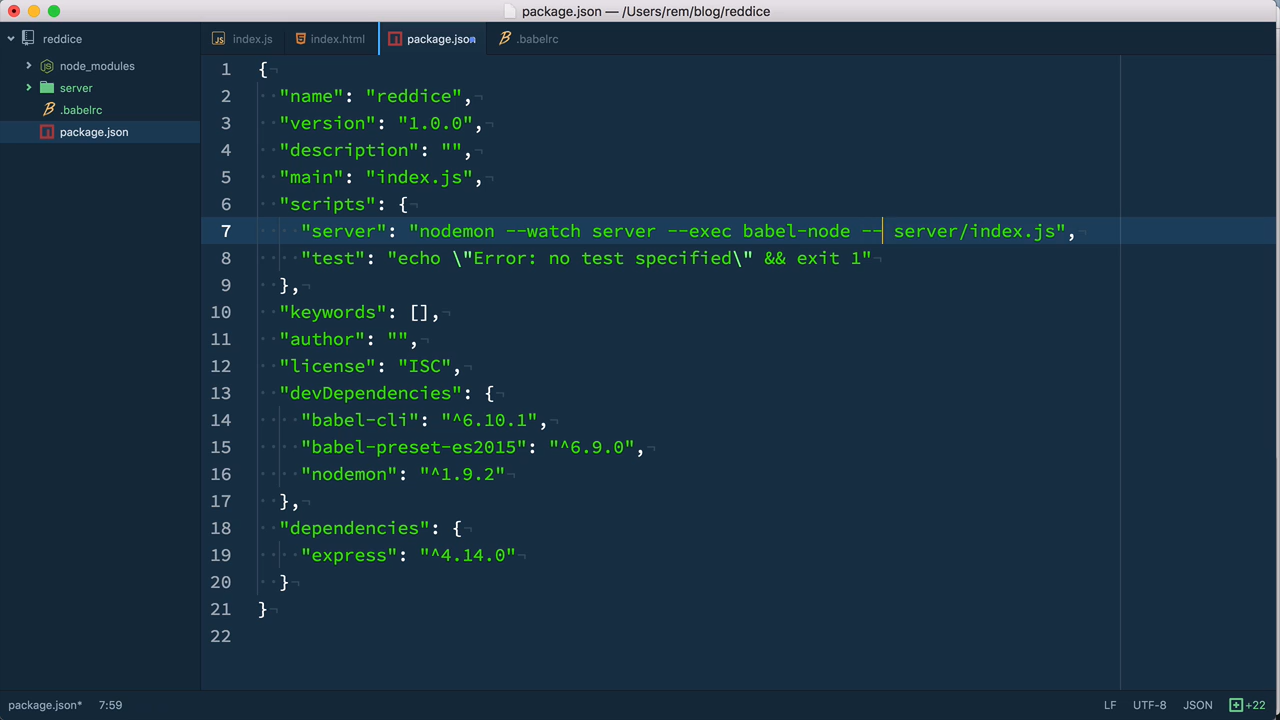 package.json — /Users/rem/blog/reddice
reddice
node_modules
server
.babelrc
package.json
index.js
index.html
package.json
.babelrc
1 {
2 "name": "reddice",
3 "version": "1.0.0",
4 "description": "",
5 "main": "index.js",
6 "scripts": {
7 "server": "nodemon --watch server --exec babel-node -- server/index.js",
8 "test": "echo \"Error: no test specified\" && exit 1"
9 },
10 "keywords": [],
11 "author": "",
12 "license": "ISC",
13 "devDependencies": {
14 "babel-cli": "^6.10.1",
15 "babel-preset-es2015": "^6.9.0",
16 "nodemon": "^1.9.2"
17 },
18 "dependencies": {
19 "express": "^4.14.0"
20 }
21 }
22
package.json* 7:59 LF UTF-8 JSON +22